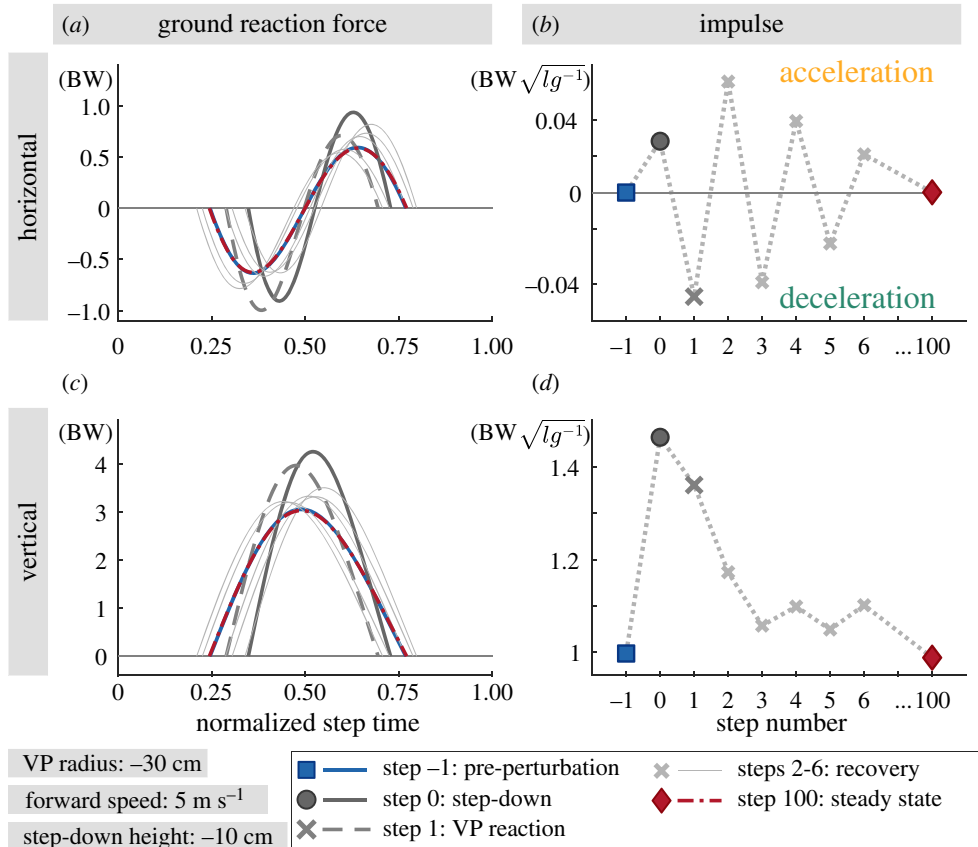 (a) ground reaction force
(b) impulse
horizontal
(BW)
1.0
0.5
0
−0.5
−1.0
0 0.25 0.50 0.75 1.00
(BW √lg⁻¹)
acceleration
0.04
0
−0.04
deceleration
−1 0 1 2 3 4 5 6 ...100
(c)
(d)
vertical
(BW)
4
3
2
1
0
0 0.25 0.50 0.75 1.00
normalized step time
(BW √lg⁻¹)
1.4
1.2
1
−1 0 1 2 3 4 5 6 ...100
step number
VP radius: –30 cm
forward speed: 5 m s⁻¹
step-down height: –10 cm
step –1: pre-perturbation
step 0: step-down
step 1: VP reaction
steps 2-6: recovery
step 100: steady state